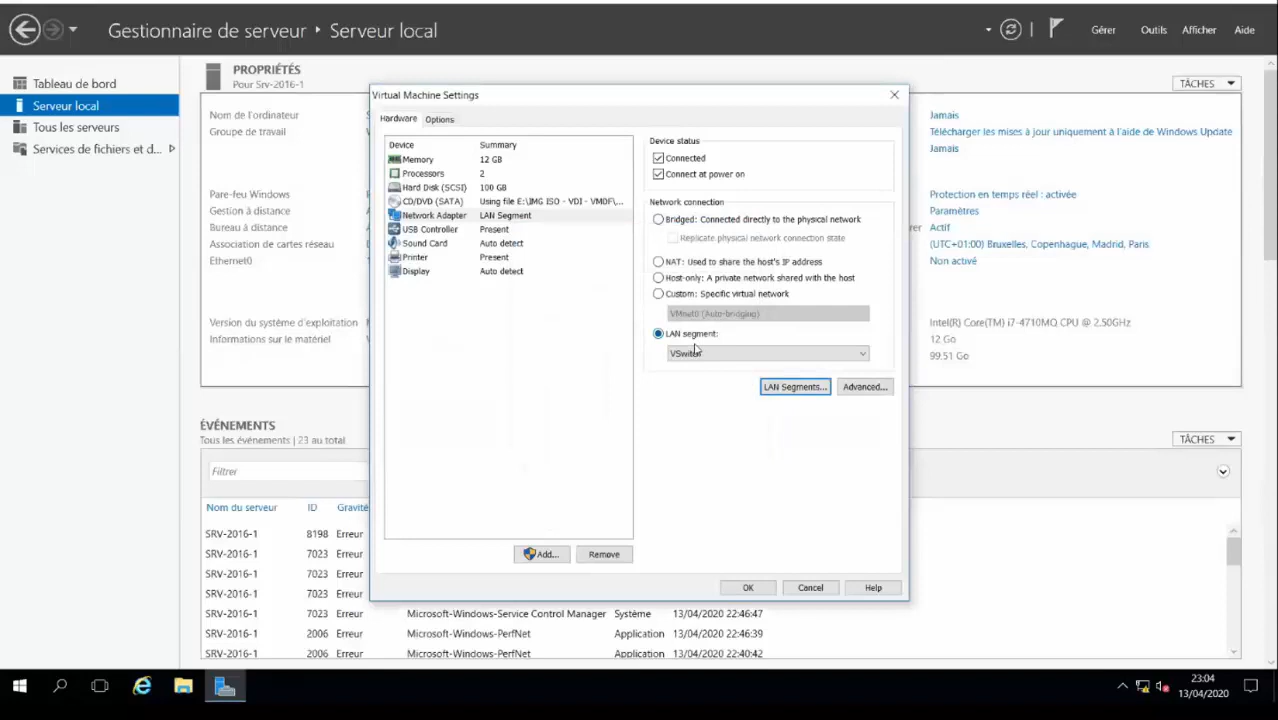 Gestionnaire de serveur ‣ Serveur local
Gérer
Outils
Afficher
Aide
Tableau de bord
Serveur local
Tous les serveurs
Services de fichiers et d...
PROPRIÉTÉS
Pour Srv-2016-1
TÂCHES
Nom de l'ordinateur
Groupe de travail
Jamais
Télécharger les mises à jour uniquement à l'aide de Windows Update
Jamais
Pare-feu Windows
Gestion à distance
Bureau à distance
Association de cartes réseau
Ethernet0
Protection en temps réel : activée
Paramètres
Actif
(UTC+01:00) Bruxelles, Copenhague, Madrid, Paris
Non activé
Version du système d'exploitation
Informations sur le matériel
Intel(R) Core(TM) i7-4710MQ CPU @ 2.50GHz
12 Go
99.51 Go
Virtual Machine Settings
Hardware
Options
Device Summary
Memory 12 GB
Processors 2
Hard Disk (SCSI) 100 GB
CD/DVD (SATA) Using file E:\IMG ISO - VDI - VMDF\...
Network Adapter LAN Segment
USB Controller Present
Sound Card Auto detect
Printer Present
Display Auto detect
Add...
Remove
Device status
Connected
Connect at power on
Network connection
Bridged: Connected directly to the physical network
Replicate physical network connection state
NAT: Used to share the host's IP address
Host-only: A private network shared with the host
Custom: Specific virtual network
VMnet0 (Auto-bridging)
LAN segment:
VSwitch
LAN Segments...
Advanced...
OK
Cancel
Help
ÉVÉNEMENTS
Tous les événements | 23 au total
TÂCHES
Filtrer
Nom du serveur ID Gravité
SRV-2016-1 8198 Erreur
SRV-2016-1 7023 Erreur
SRV-2016-1 7023 Erreur
SRV-2016-1 7023 Erreur
SRV-2016-1 7023 Erreur Microsoft-Windows-Service Control Manager Système 13/04/2020 22:46:47
SRV-2016-1 2006 Erreur Microsoft-Windows-PerfNet Application 13/04/2020 22:46:39
SRV-2016-1 2006 Erreur Microsoft-Windows-PerfNet Application 13/04/2020 22:40:42
23:04
13/04/2020